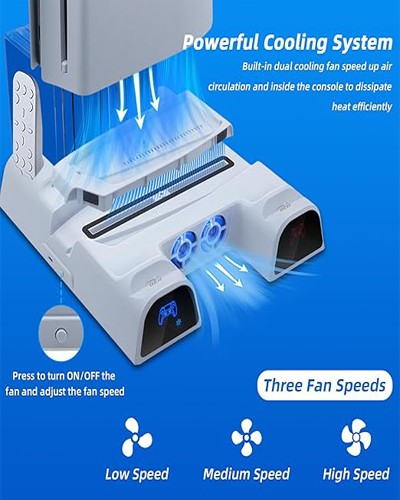 Powerful Cooling System
Built-in dual cooling fan speed up air
circulation and inside the console to dissipate
heat efficiently
Press to turn ON/OFF the
fan and adjust the fan speed
Three Fan Speeds
Low Speed
Medium Speed
High Speed